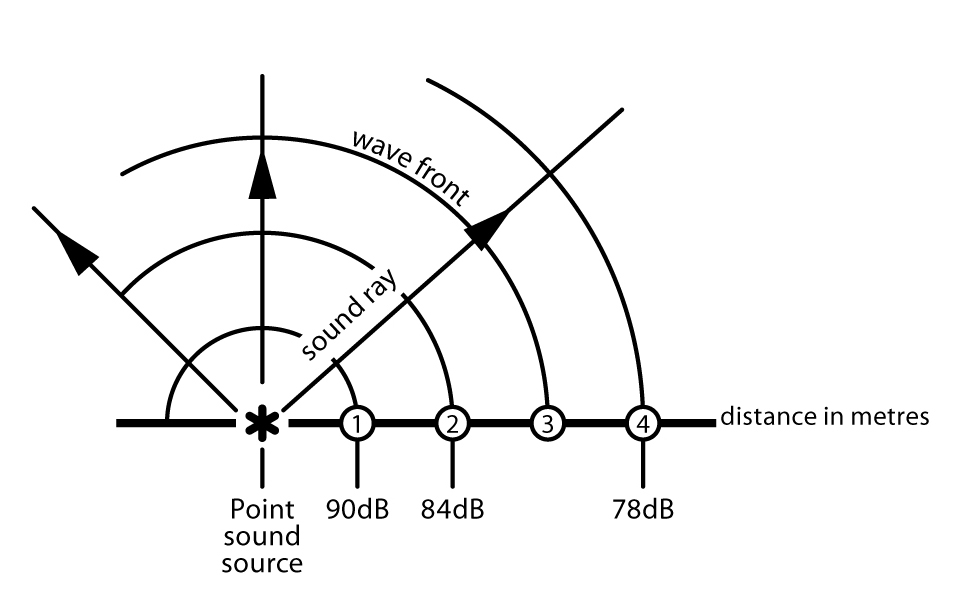 wave front
sound ray
1
2
3
4
distance in metres
Point
sound
source
90dB
84dB
78dB